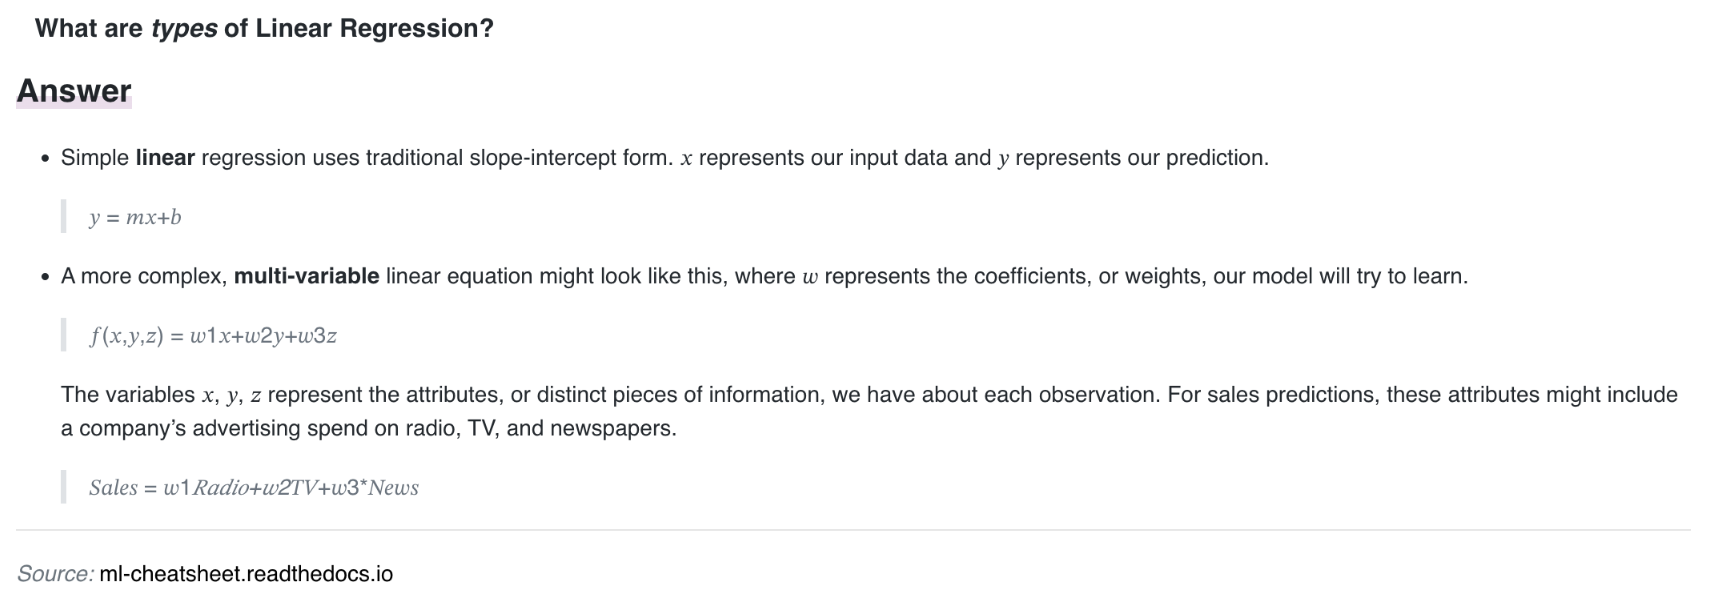 What are types of Linear Regression?
Answer
• Simple linear regression uses traditional slope-intercept form. x represents our input data and y represents our prediction.
y = mx+b
• A more complex, multi-variable linear equation might look like this, where w represents the coefficients, or weights, our model will try to learn.
f(x,y,z) = w1x+w2y+w3z
The variables x, y, z represent the attributes, or distinct pieces of information, we have about each observation. For sales predictions, these attributes might include
a company’s advertising spend on radio, TV, and newspapers.
Sales = w1Radio+w2TV+w3*News
Source: ml-cheatsheet.readthedocs.io